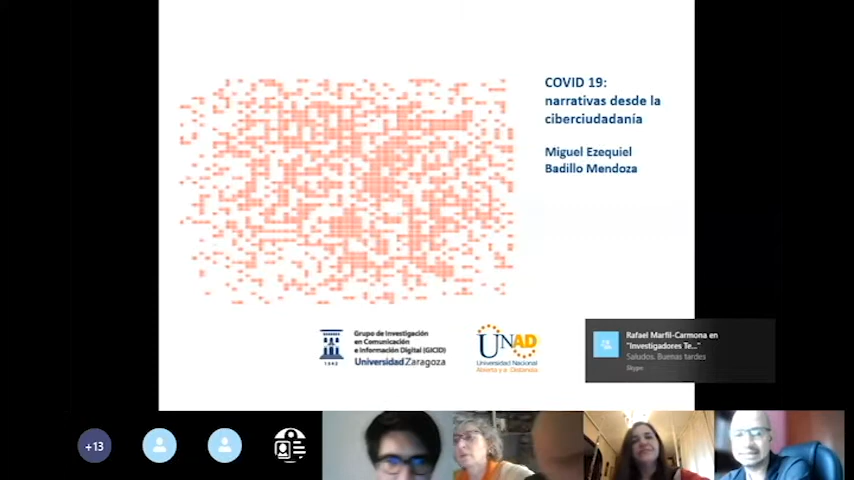 COVID 19:
narrativas desde la
ciberciudadanía
Miguel Ezequiel
Badillo Mendoza
1542
Grupo de Investigación
en Comunicación
e Información Digital (GICID)
Universidad Zaragoza
UNAD
Universidad Nacional
Abierta y a Distancia
Rafael Marfil-Carmona en
"Investigadores Te..."
Saludos. Buenas tardes
Skype
+13